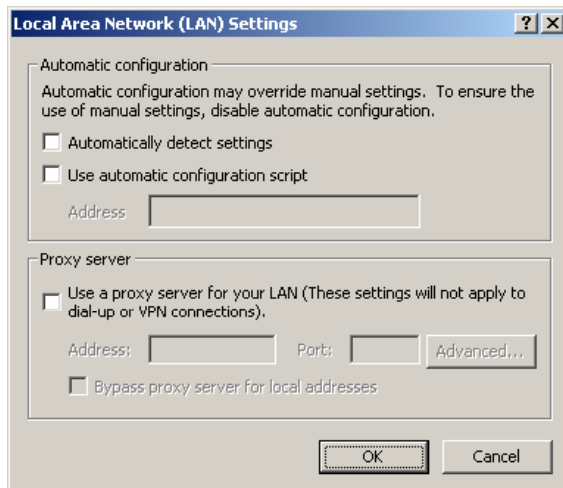 Local Area Network (LAN) Settings
Automatic configuration
Automatic configuration may override manual settings.  To ensure the
use of manual settings, disable automatic configuration.
Automatically detect settings
Use automatic configuration script
Address
Proxy server
Use a proxy server for your LAN (These settings will not apply to
dial-up or VPN connections).
Address:
Port:
Advanced...
Bypass proxy server for local addresses
OK
Cancel